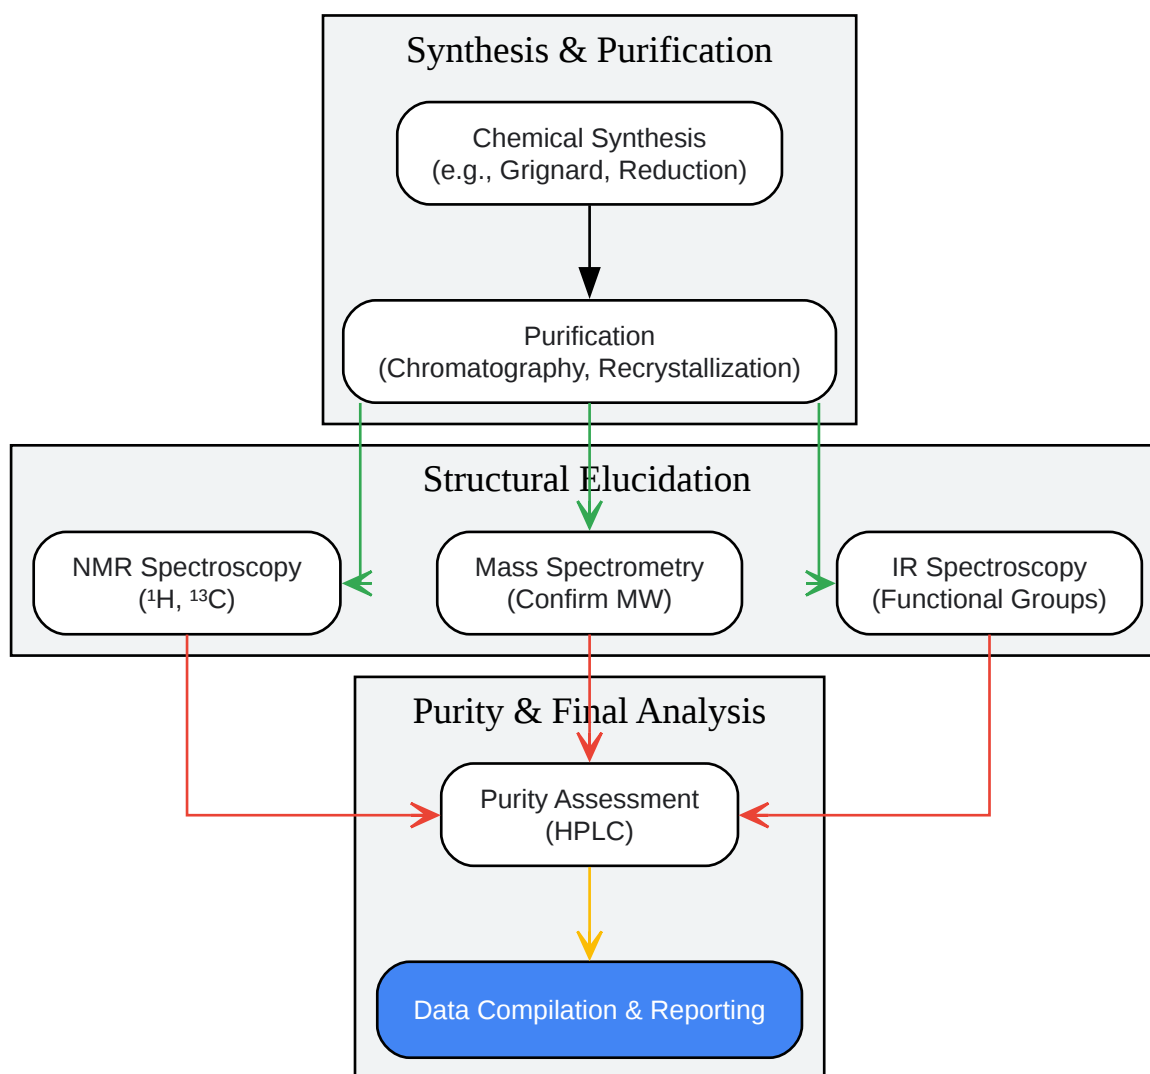 Synthesis & Purification
Chemical Synthesis
(e.g., Grignard, Reduction)
Purification
(Chromatography, Recrystallization)
Structural Elucidation
NMR Spectroscopy
(¹H, ¹³C)
Mass Spectrometry
(Confirm MW)
IR Spectroscopy
(Functional Groups)
Purity & Final Analysis
Purity Assessment
(HPLC)
Data Compilation & Reporting